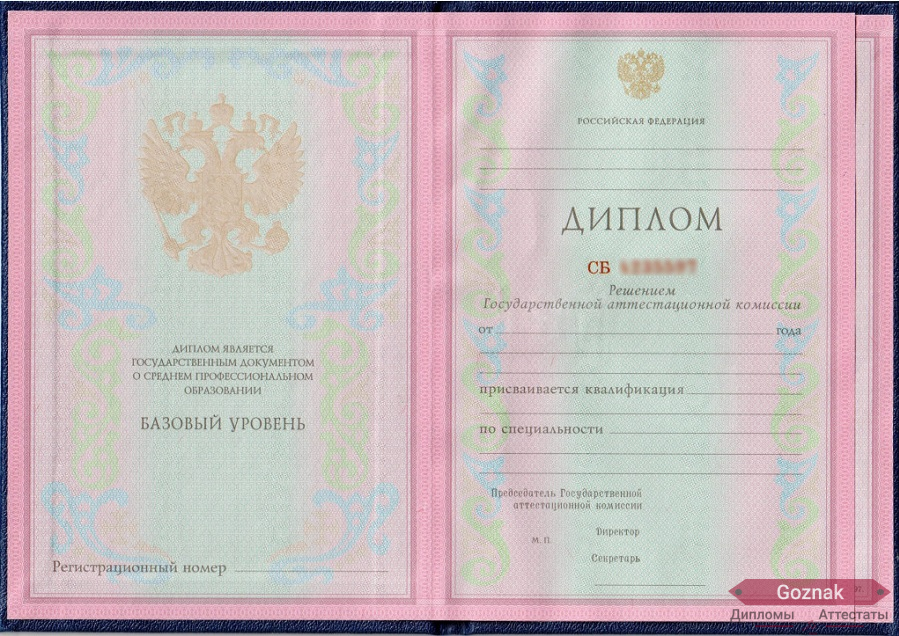 ДИПЛОМ ЯВЛЯЕТСЯ
ГОСУДАРСТВЕННЫМ ДОКУМЕНТОМ
О СРЕДНЕМ ПРОФЕССИОНАЛЬНОМ
ОБРАЗОВАНИИ
БАЗОВЫЙ УРОВЕНЬ
Регистрационный номер
РОССИЙСКАЯ ФЕДЕРАЦИЯ
ДИПЛОМ
СБ
Решением
Государственной аттестационной комиссии
от года
присваивается квалификация
по специальности
Председатель Государственной
аттестационной комиссии
Директор
М. П.
Секретарь
Goznak
Дипломы Аттестаты